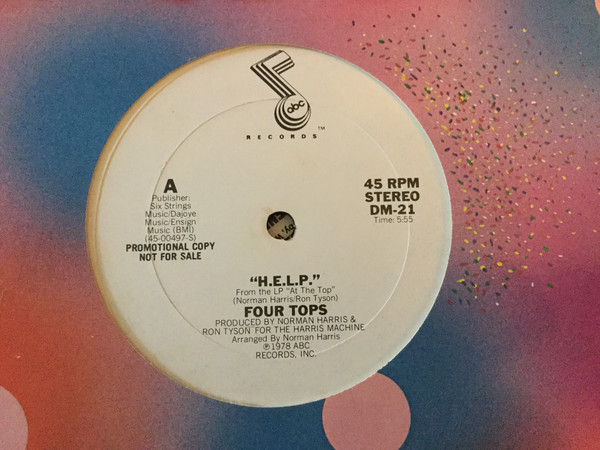 abc
RECORDS ™
A
Publisher:
Six Strings
Music/Dajoye
Music/Ensign
Music (BMI)
(45-00497-S)
PROMOTIONAL COPY
NOT FOR SALE
45 RPM
STEREO
DM-21
Time: 5:55
"H.E.L.P."
From the LP "At The Top"
(Norman Harris/Ron Tyson)
FOUR TOPS
PRODUCED BY NORMAN HARRIS &
RON TYSON FOR THE HARRIS MACHINE
Arranged By Norman Harris
℗1978 ABC
RECORDS, INC.